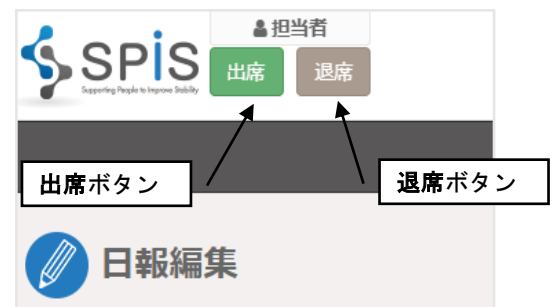 担当者
SPiS
Supporting People to Improve Stability
出席
退席
出席ボタン
退席ボタン
日報編集